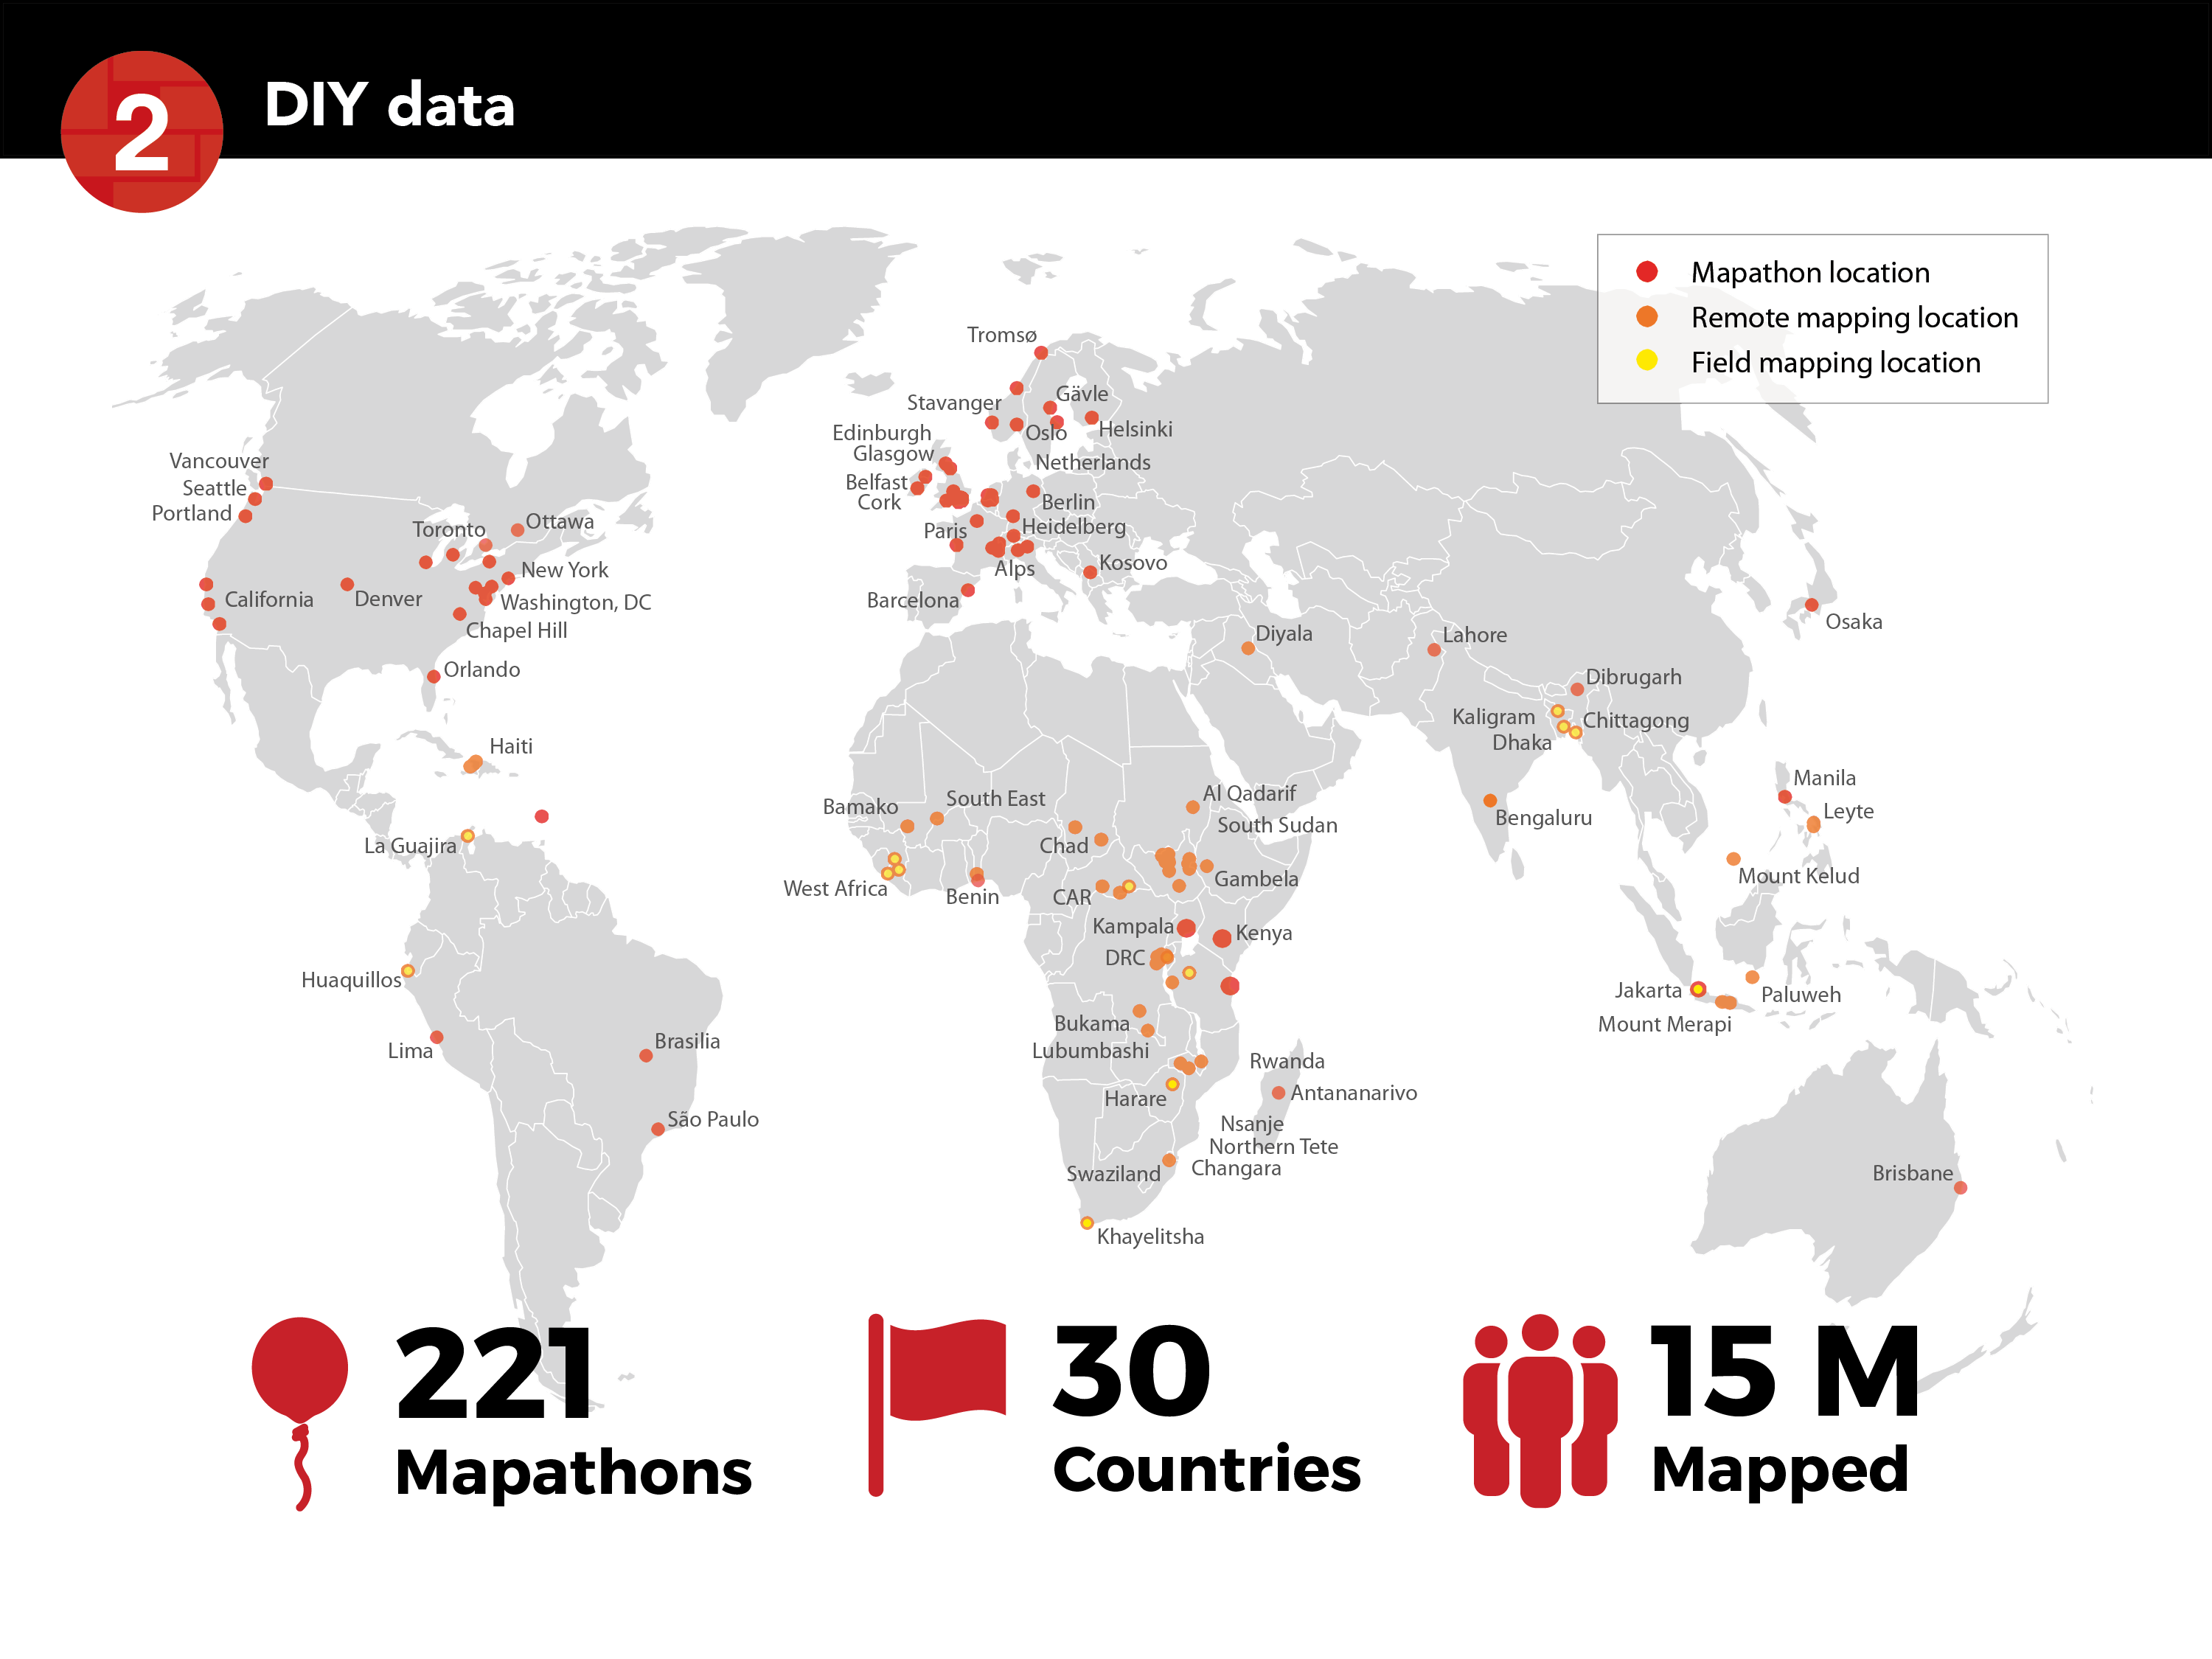 2
DIY data
Mapathon location
Remote mapping location
Field mapping location
Tromsø
Stavanger
Gävle
Oslo
Helsinki
Edinburgh
Glasgow
Netherlands
Belfast
Cork
Berlin
Paris
Heidelberg
Alps
Kosovo
Barcelona
Vancouver
Seattle
Portland
Toronto
Ottawa
New York
California
Denver
Washington, DC
Chapel Hill
Orlando
Haiti
La Guajira
Huaquillos
Lima
Brasilia
São Paulo
Diyala
Lahore
Osaka
Dibrugarh
Kaligram
Chittagong
Dhaka
Bengaluru
Manila
Leyte
Mount Kelud
Jakarta
Paluweh
Mount Merapi
Brisbane
Bamako
South East
Al Qadarif
South Sudan
Chad
West Africa
Benin
CAR
Gambela
Kampala
Kenya
DRC
Bukama
Lubumbashi
Rwanda
Antananarivo
Harare
Nsanje
Northern Tete
Changara
Swaziland
Khayelitsha
221
Mapathons
30
Countries
15 M
Mapped